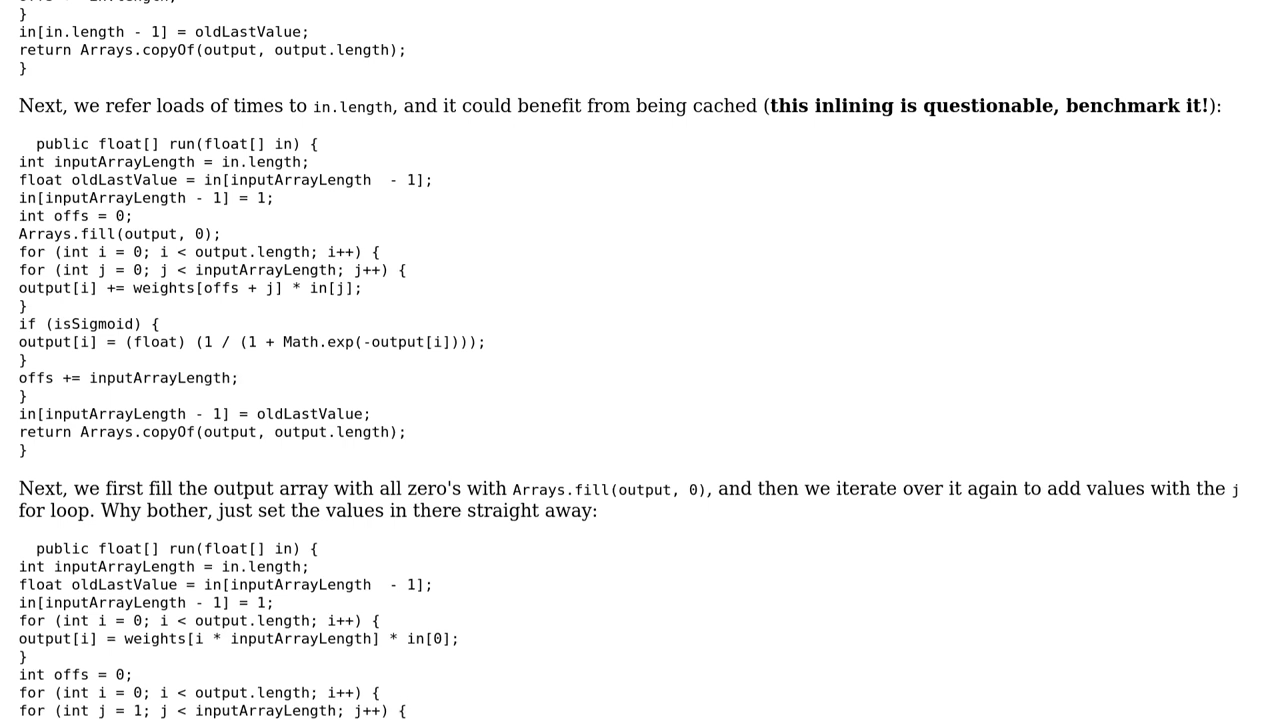 }
in[in.length - 1] = oldLastValue;
return Arrays.copyOf(output, output.length);
}
Next, we refer loads of times to in.length, and it could benefit from being cached (this inlining is questionable, benchmark it!):
public float[] run(float[] in) {
int inputArrayLength = in.length;
float oldLastValue = in[inputArrayLength  - 1];
in[inputArrayLength - 1] = 1;
int offs = 0;
Arrays.fill(output, 0);
for (int i = 0; i < output.length; i++) {
for (int j = 0; j < inputArrayLength; j++) {
output[i] += weights[offs + j] * in[j];
}
if (isSigmoid) {
output[i] = (float) (1 / (1 + Math.exp(-output[i])));
}
offs += inputArrayLength;
}
in[inputArrayLength - 1] = oldLastValue;
return Arrays.copyOf(output, output.length);
}
Next, we first fill the output array with all zero's with Arrays.fill(output, 0), and then we iterate over it again to add values with the j
for loop. Why bother, just set the values in there straight away:
public float[] run(float[] in) {
int inputArrayLength = in.length;
float oldLastValue = in[inputArrayLength  - 1];
in[inputArrayLength - 1] = 1;
for (int i = 0; i < output.length; i++) {
output[i] = weights[i * inputArrayLength] * in[0];
}
int offs = 0;
for (int i = 0; i < output.length; i++) {
for (int j = 1; j < inputArrayLength; j++) {